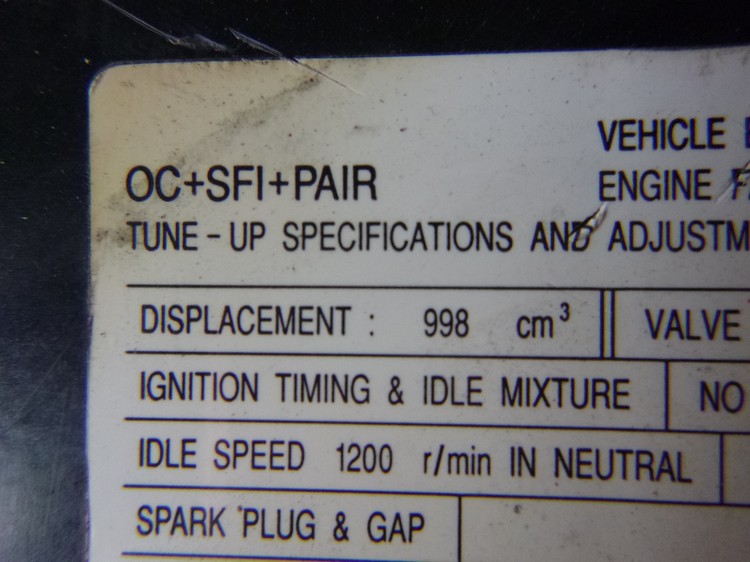 VEHICLE
OC+SFI+PAIR ENGINE
TUNE-UP SPECIFICATIONS AND ADJUSTM
DISPLACEMENT : 998 cm³ VALVE
IGNITION TIMING & IDLE MIXTURE NO
IDLE SPEED 1200 r/min IN NEUTRAL
SPARK PLUG & GAP